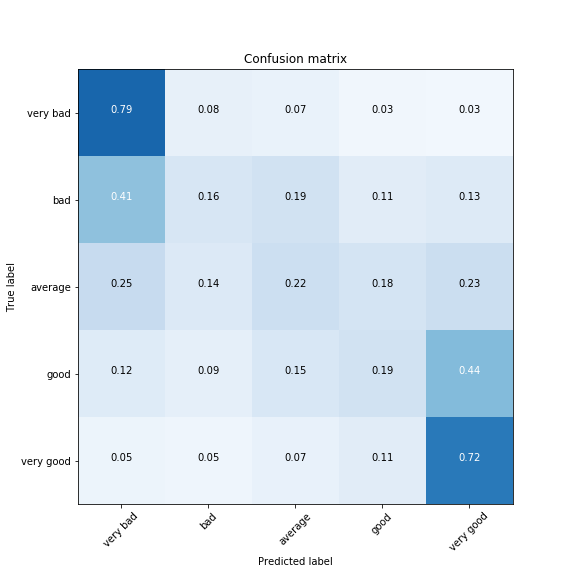 Confusion matrix
very bad 0.79 0.08 0.07 0.03 0.03
bad 0.41 0.16 0.19 0.11 0.13
average 0.25 0.14 0.22 0.18 0.23
good 0.12 0.09 0.15 0.19 0.44
very good 0.05 0.05 0.07 0.11 0.72
True label
very bad bad average good very good
Predicted label